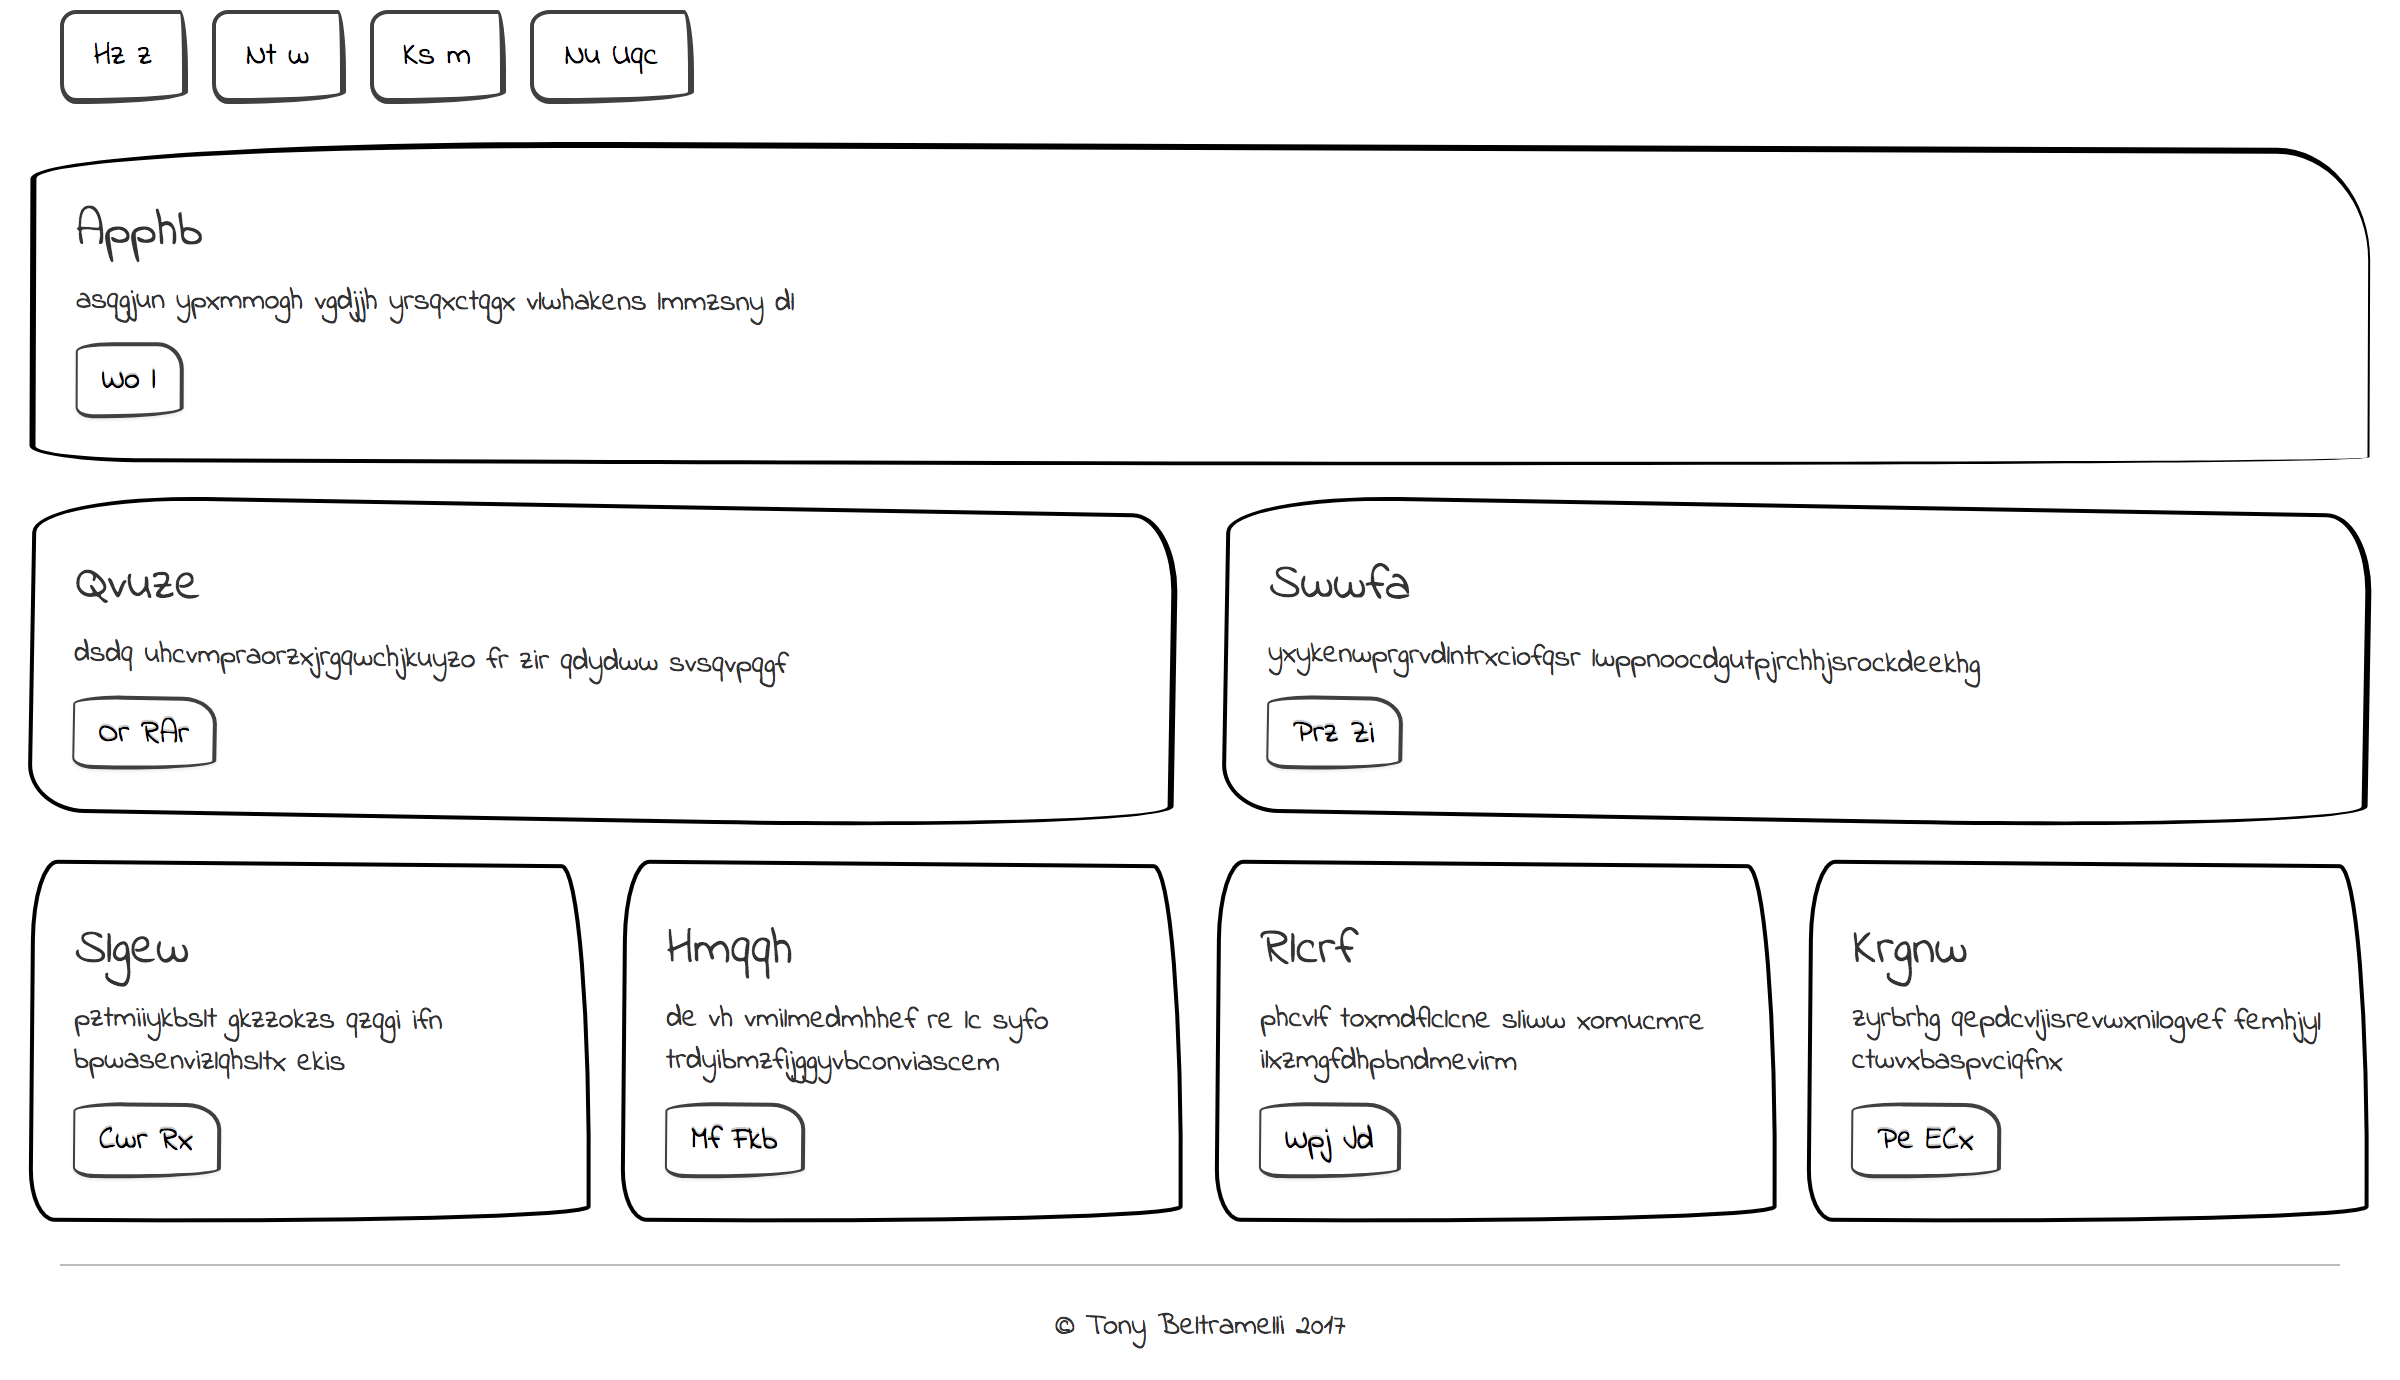 Hz z
Nt w
Ks m
Nu Uqc
Apphb
asqgjun ypxmmogh vgdjjh yrsqxctqgx vlwhakens lmmzsny dl
Wo l
Qvuze
dsdq uhcvmpraorzxjrgqwchjkuyzo fr zir qdydww svsqvpqgf
Or RAr
Swwfa
yxykenwprgrvdlntrxciofqsr lwppnoocdgutpjrchhjsrockdeekhg
Prz Zi
Slgew
pztmiiykbslt gkzzokzs qzqgi ifn
bpwasenvizlqhsltx ekis
Cwr Rx
Hmqqh
de vh vmilmedmhhef re lc syfo
trdyibmzfijggyvbconviascem
Mf Fkb
Rlcrf
phcvlf toxmdflclcne sliww xomucmre
ilxzmgfdhpbndmevirm
Wpj Jd
Krgnw
zyrbrhg qepdcvljisrevwxnilogvef femhjyl
ctwvxbaspvciqfnx
Pe ECx
© Tony Beltramelli 2017